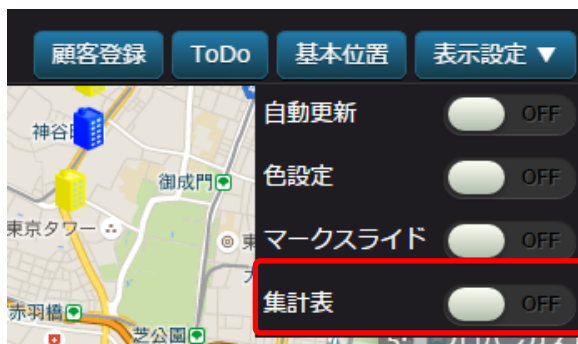 顧客登録
ToDo
基本位置
表示設定 ▼
自動更新
OFF
神谷
色設定
OFF
御成門
東京タワー
東
マークスライド
OFF
集計表
OFF
赤羽橋
芝公園